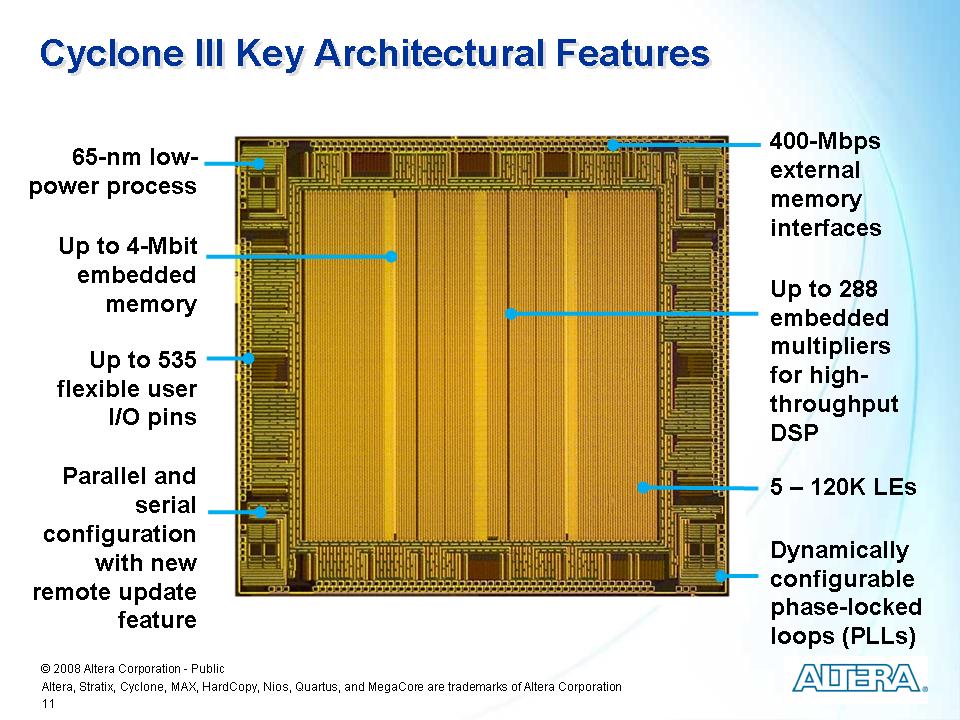 Cyclone III Key Architectural Features
65-nm low-
power process
Up to 4-Mbit
embedded
memory
Up to 535
flexible user
I/O pins
Parallel and
serial
configuration
with new
remote update
feature
400-Mbps
external
memory
interfaces
Up to 288
embedded
multipliers
for high-
throughput
DSP
5 – 120K LEs
Dynamically
configurable
phase-locked
loops (PLLs)
© 2008 Altera Corporation - Public
Altera, Stratix, Cyclone, MAX, HardCopy, Nios, Quartus, and MegaCore are trademarks of Altera Corporation
11
ALTERA®